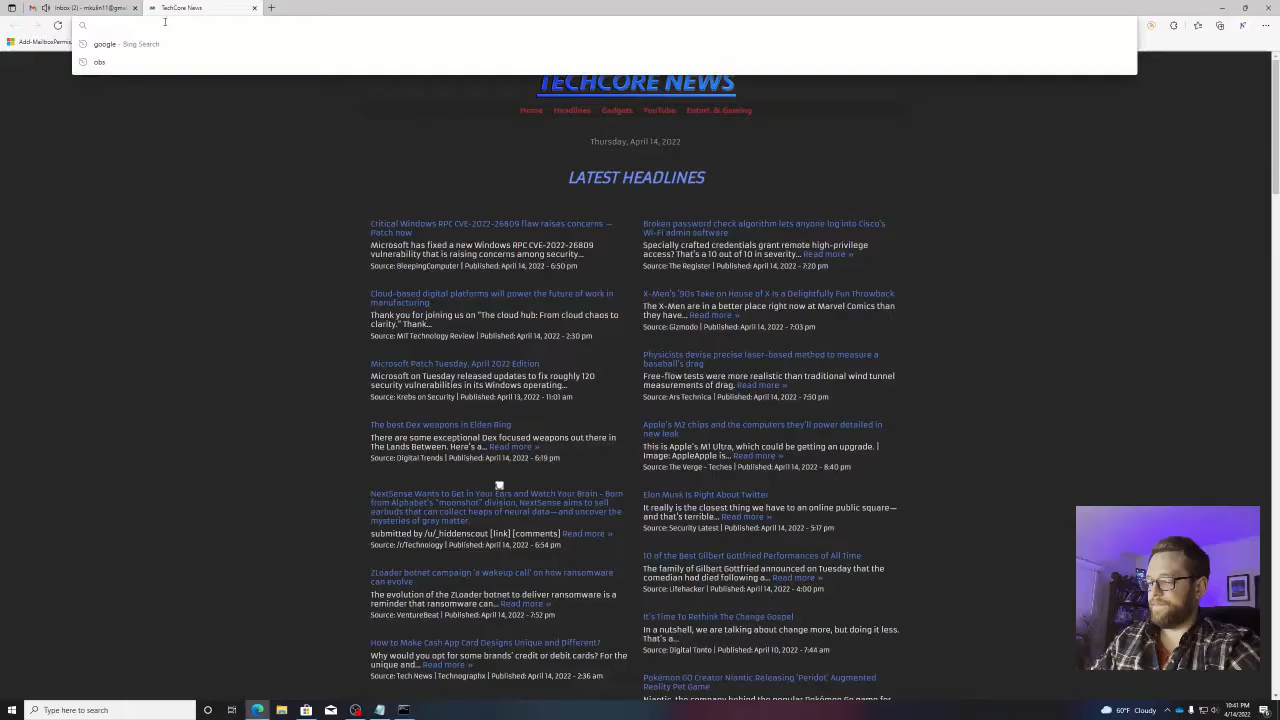 Inbox (2) - mkulin11@gm
TechCore News
google - Bing Search
obs
Add-MailboxPermis
TECHCORE NEWS
Home Headlines Gadgets YouTube Entert. & Gaming
Thursday, April 14, 2022
LATEST HEADLINES
Critical Windows RPC CVE-2022-26809 flaw raises concerns —
Patch now
Microsoft has fixed a new Windows RPC CVE-2022-26809
vulnerability that is raising concerns among security...
Source: BleepingComputer | Published: April 14, 2022 - 6:50 pm
Cloud-based digital platforms will power the future of work in
manufacturing
Thank you for joining us on "The cloud hub: From cloud chaos to
clarity." Thank...
Source: MIT Technology Review | Published: April 14, 2022 - 2:30 pm
Microsoft Patch Tuesday, April 2022 Edition
Microsoft on Tuesday released updates to fix roughly 120
security vulnerabilities in its Windows operating...
Source: Krebs on Security | Published: April 13, 2022 - 11:01 am
The best Dex weapons in Elden Ring
There are some exceptional Dex focused weapons out there in
The Lands Between. Here's a... Read more »
Source: Digital Trends | Published: April 14, 2022 - 6:19 pm
NextSense Wants to Get in Your Ears and Watch Your Brain - Born
from Alphabet's "moonshot" division, NextSense aims to sell
earbuds that can collect heaps of neural data—and uncover the
mysteries of gray matter.
submitted by /u/_hiddenscout [link] [comments] Read more »
Source: /r/Technology | Published: April 14, 2022 - 6:54 pm
ZLoader botnet campaign 'a wakeup call' on how ransomware
can evolve
The evolution of the ZLoader botnet to deliver ransomware is a
reminder that ransomware can... Read more »
Source: VentureBeat | Published: April 14, 2022 - 7:52 pm
How to Make Cash App Card Designs Unique and Different?
Why would you opt for some brands' credit or debit cards? For the
unique and... Read more »
Source: Tech News | Technographx | Published: April 14, 2022 - 2:36 am
Broken password check algorithm lets anyone log into Cisco's
Wi-Fi admin software
Specially crafted credentials grant remote high-privilege
access? That's a 10 out of 10 in severity... Read more »
Source: The Register | Published: April 14, 2022 - 7:20 pm
X-Men's '90s Take on House of X Is a Delightfully Fun Throwback
The X-Men are in a better place right now at Marvel Comics than
they have... Read more »
Source: Gizmodo | Published: April 14, 2022 - 7:03 pm
Physicists devise precise laser-based method to measure a
baseball's drag
Free-flow tests were more realistic than traditional wind tunnel
measurements of drag. Read more »
Source: Ars Technica | Published: April 14, 2022 - 7:50 pm
Apple's M2 chips and the computers they'll power detailed in
new leak
This is Apple's M1 Ultra, which could be getting an upgrade. |
Image: AppleApple is... Read more »
Source: The Verge - Teches | Published: April 14, 2022 - 8:40 pm
Elon Musk Is Right About Twitter
It really is the closest thing we have to an online public square—
and that's terrible... Read more »
Source: Security Latest | Published: April 14, 2022 - 5:17 pm
10 of the Best Gilbert Gottfried Performances of All Time
The family of Gilbert Gottfried announced on Tuesday that the
comedian had died following a... Read more »
Source: Lifehacker | Published: April 14, 2022 - 4:00 pm
It's Time To Rethink The Change Gospel
In a nutshell, we are talking about change more, but doing it less.
That's a...
Source: Digital Tonto | Published: April 10, 2022 - 7:44 am
Pokémon GO Creator Niantic Releasing 'Peridot,' Augmented
Reality Pet Game
Niantic, the company behind the popular Pokémon Go game for
Type here to search
60°F Cloudy
10:41 PM
4/14/2022